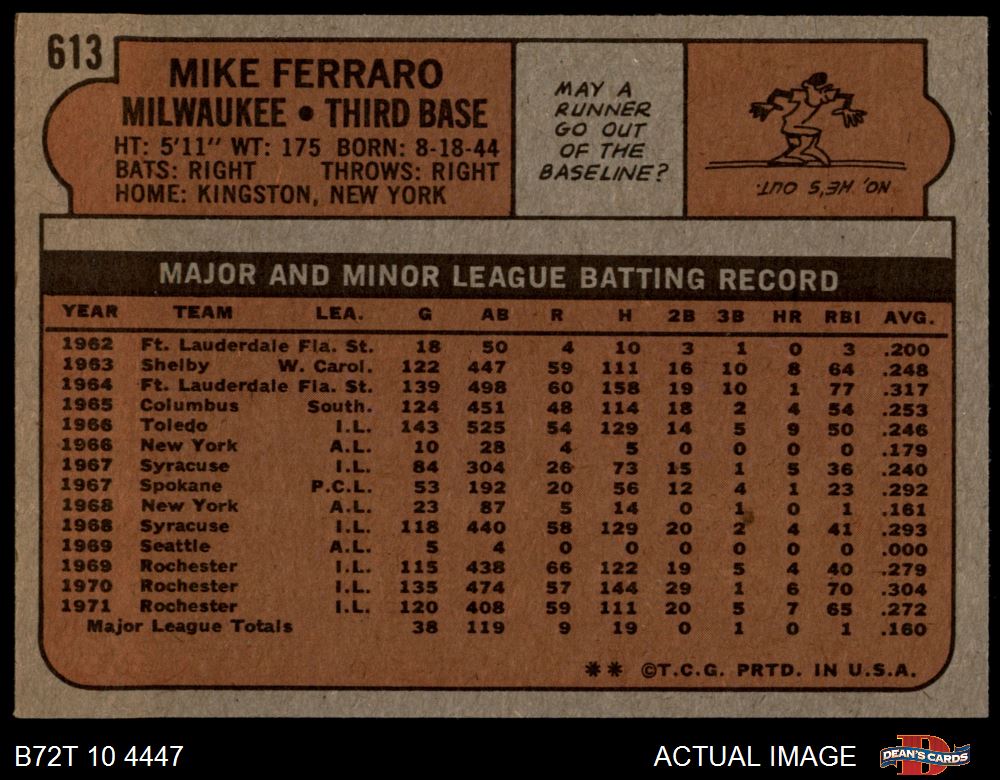 613
MIKE FERRARO
MILWAUKEE • THIRD BASE
HT: 5'11" WT: 175 BORN: 8-18-44
BATS: RIGHT THROWS: RIGHT
HOME: KINGSTON, NEW YORK
MAY A
RUNNER
GO OUT
OF THE
BASELINE?
NO, HE'S OUT.
MAJOR AND MINOR LEAGUE BATTING RECORD
YEAR TEAM LEA. G AB R H 2B 3B HR RBI AVG.
1962 Ft. Lauderdale Fla. St. 18 50 4 10 3 1 0 3 .200
1963 Shelby W. Carol. 122 447 59 111 16 10 8 64 .248
1964 Ft. Lauderdale Fla. St. 139 498 60 158 19 10 1 77 .317
1965 Columbus South. 124 451 48 114 18 2 4 54 .253
1966 Toledo I.L. 143 525 54 129 14 5 9 50 .246
1966 New York A.L. 10 28 4 5 0 0 0 0 .179
1967 Syracuse I.L. 84 304 26 73 15 1 5 36 .240
1967 Spokane P.C.L. 53 192 20 56 12 4 1 23 .292
1968 New York A.L. 23 87 5 14 0 1 0 1 .161
1968 Syracuse I.L. 118 440 58 129 20 2 4 41 .293
1969 Seattle A.L. 5 4 0 0 0 0 0 0 .000
1969 Rochester I.L. 115 438 66 122 19 5 4 40 .279
1970 Rochester I.L. 135 474 57 144 29 1 6 70 .304
1971 Rochester I.L. 120 408 59 111 20 5 7 65 .272
Major League Totals 38 119 9 19 0 1 0 1 .160
** ©T.C.G. PRTD. IN U.S.A.
B72T 10 4447
ACTUAL IMAGE
DEAN'S CARDS